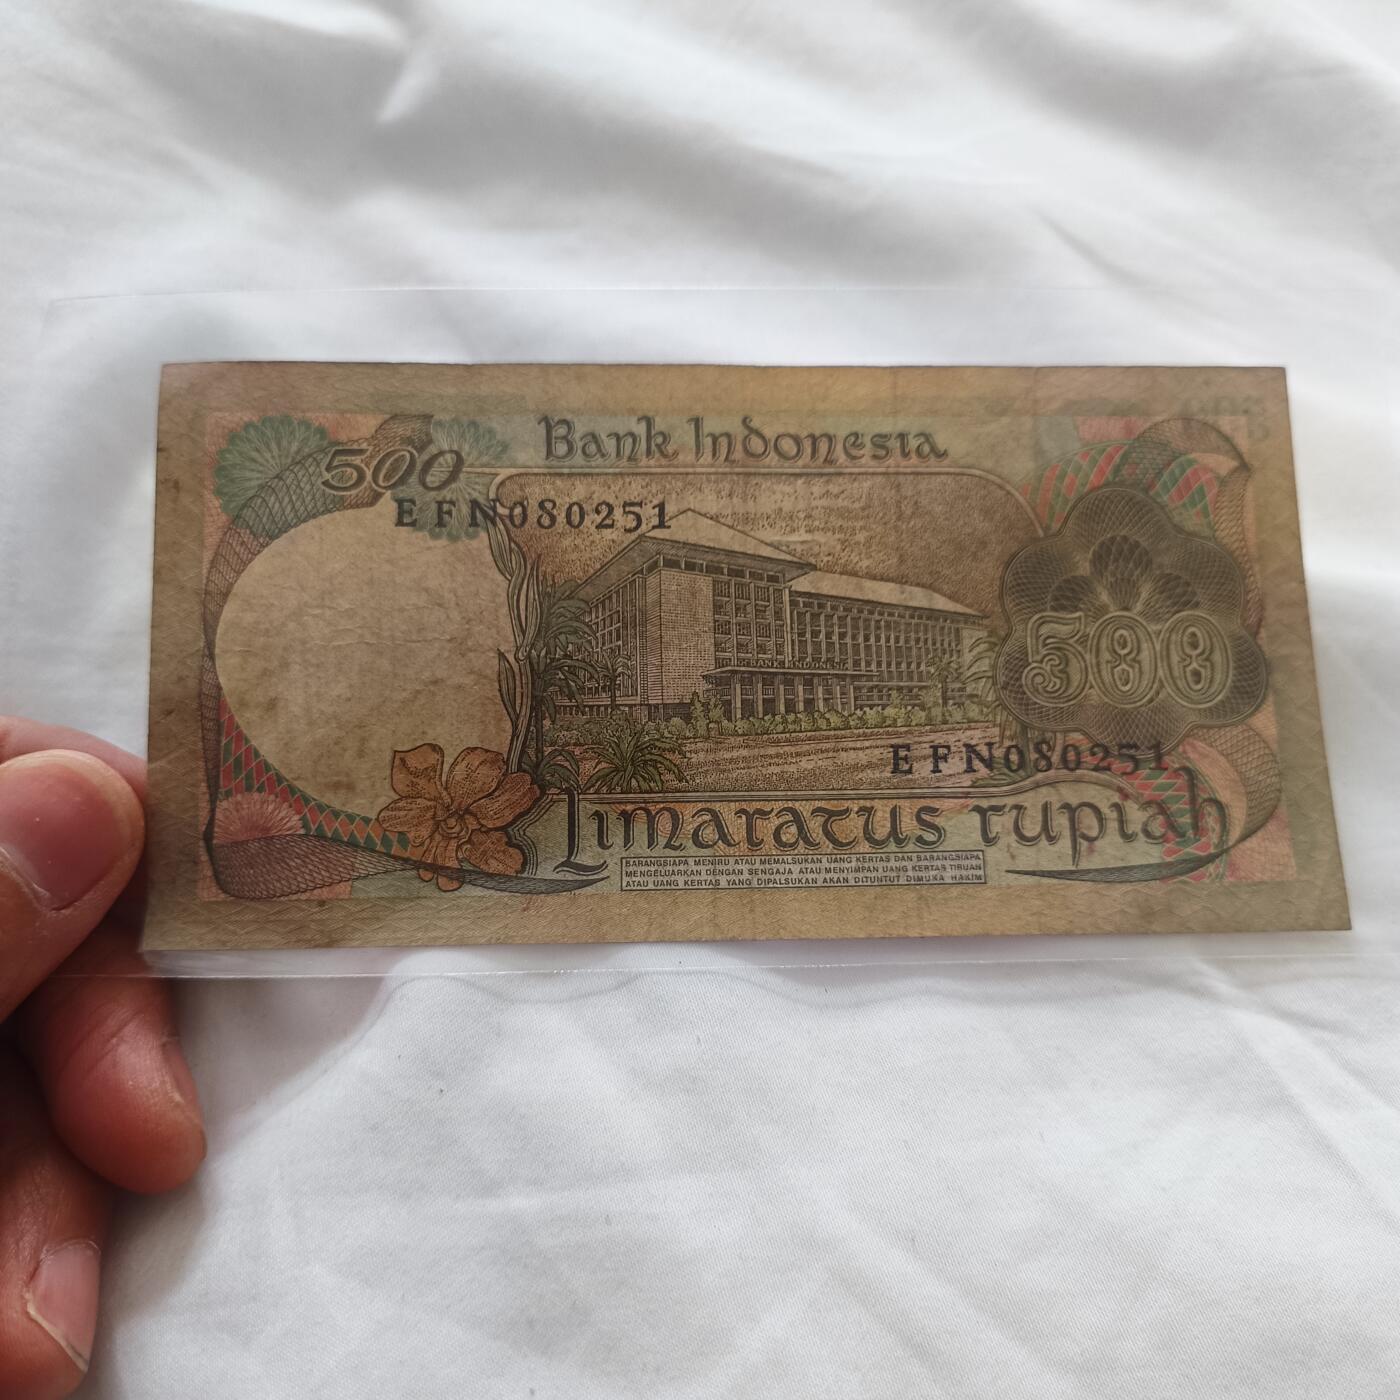 500
Bank Indonesia
EFN080251
BANK INDONESIA
500
EFN080251
Limaratus rupiah
BARANGSIAPA MENIRU ATAU MEMALSUKAN UANG KERTAS DAN BARANGSIAPA
MENGELUARKAN DENGAN SENGAJA ATAU MENYIMPAN UANG KERTAS TIRUAN
ATAU UANG KERTAS YANG DIPALSUKAN AKAN DITUNTUT DIMUKA HAKIM